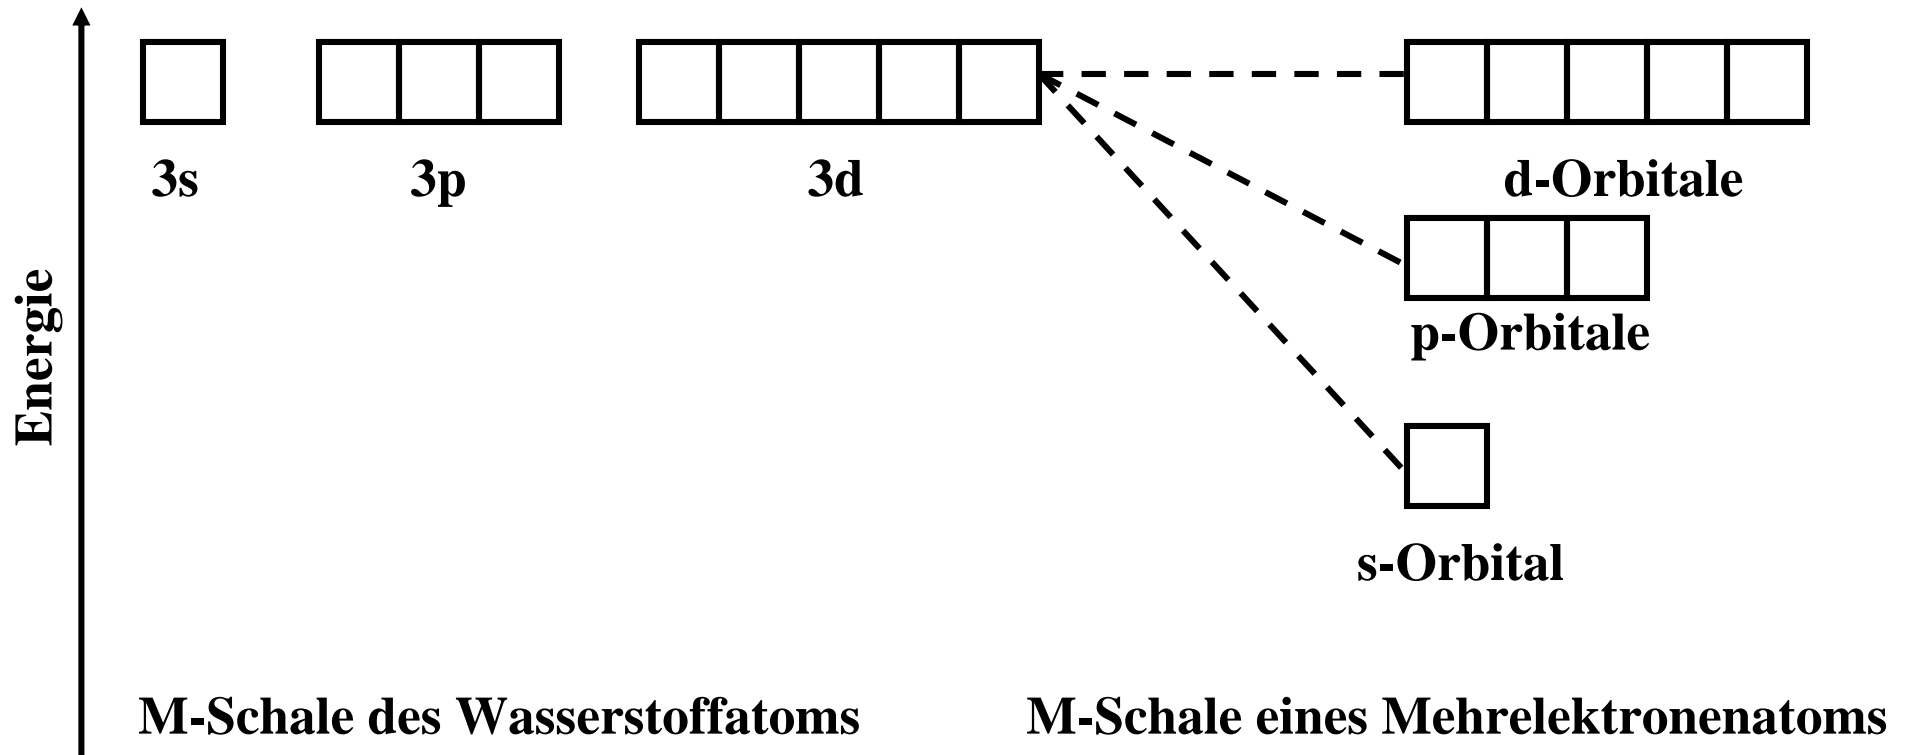 3s
3p
3d
d-Orbitale
p-Orbitale
s-Orbital
Energie
M-Schale des Wasserstoffatoms
M-Schale eines Mehrelektronenatoms